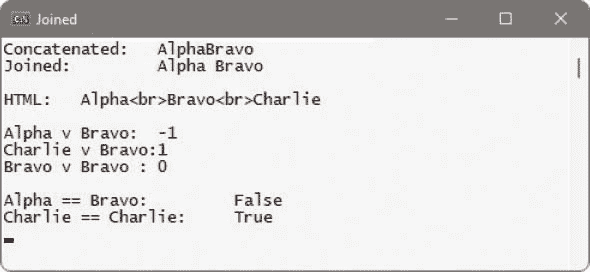 Joined
Concatenated:   AlphaBravo
Joined:         Alpha Bravo
HTML:   Alpha<br>Bravo<br>Charlie
Alpha v Bravo:  -1
Charlie v Bravo:1
Bravo v Bravo : 0
Alpha == Bravo:         False
Charlie == Charlie:     True